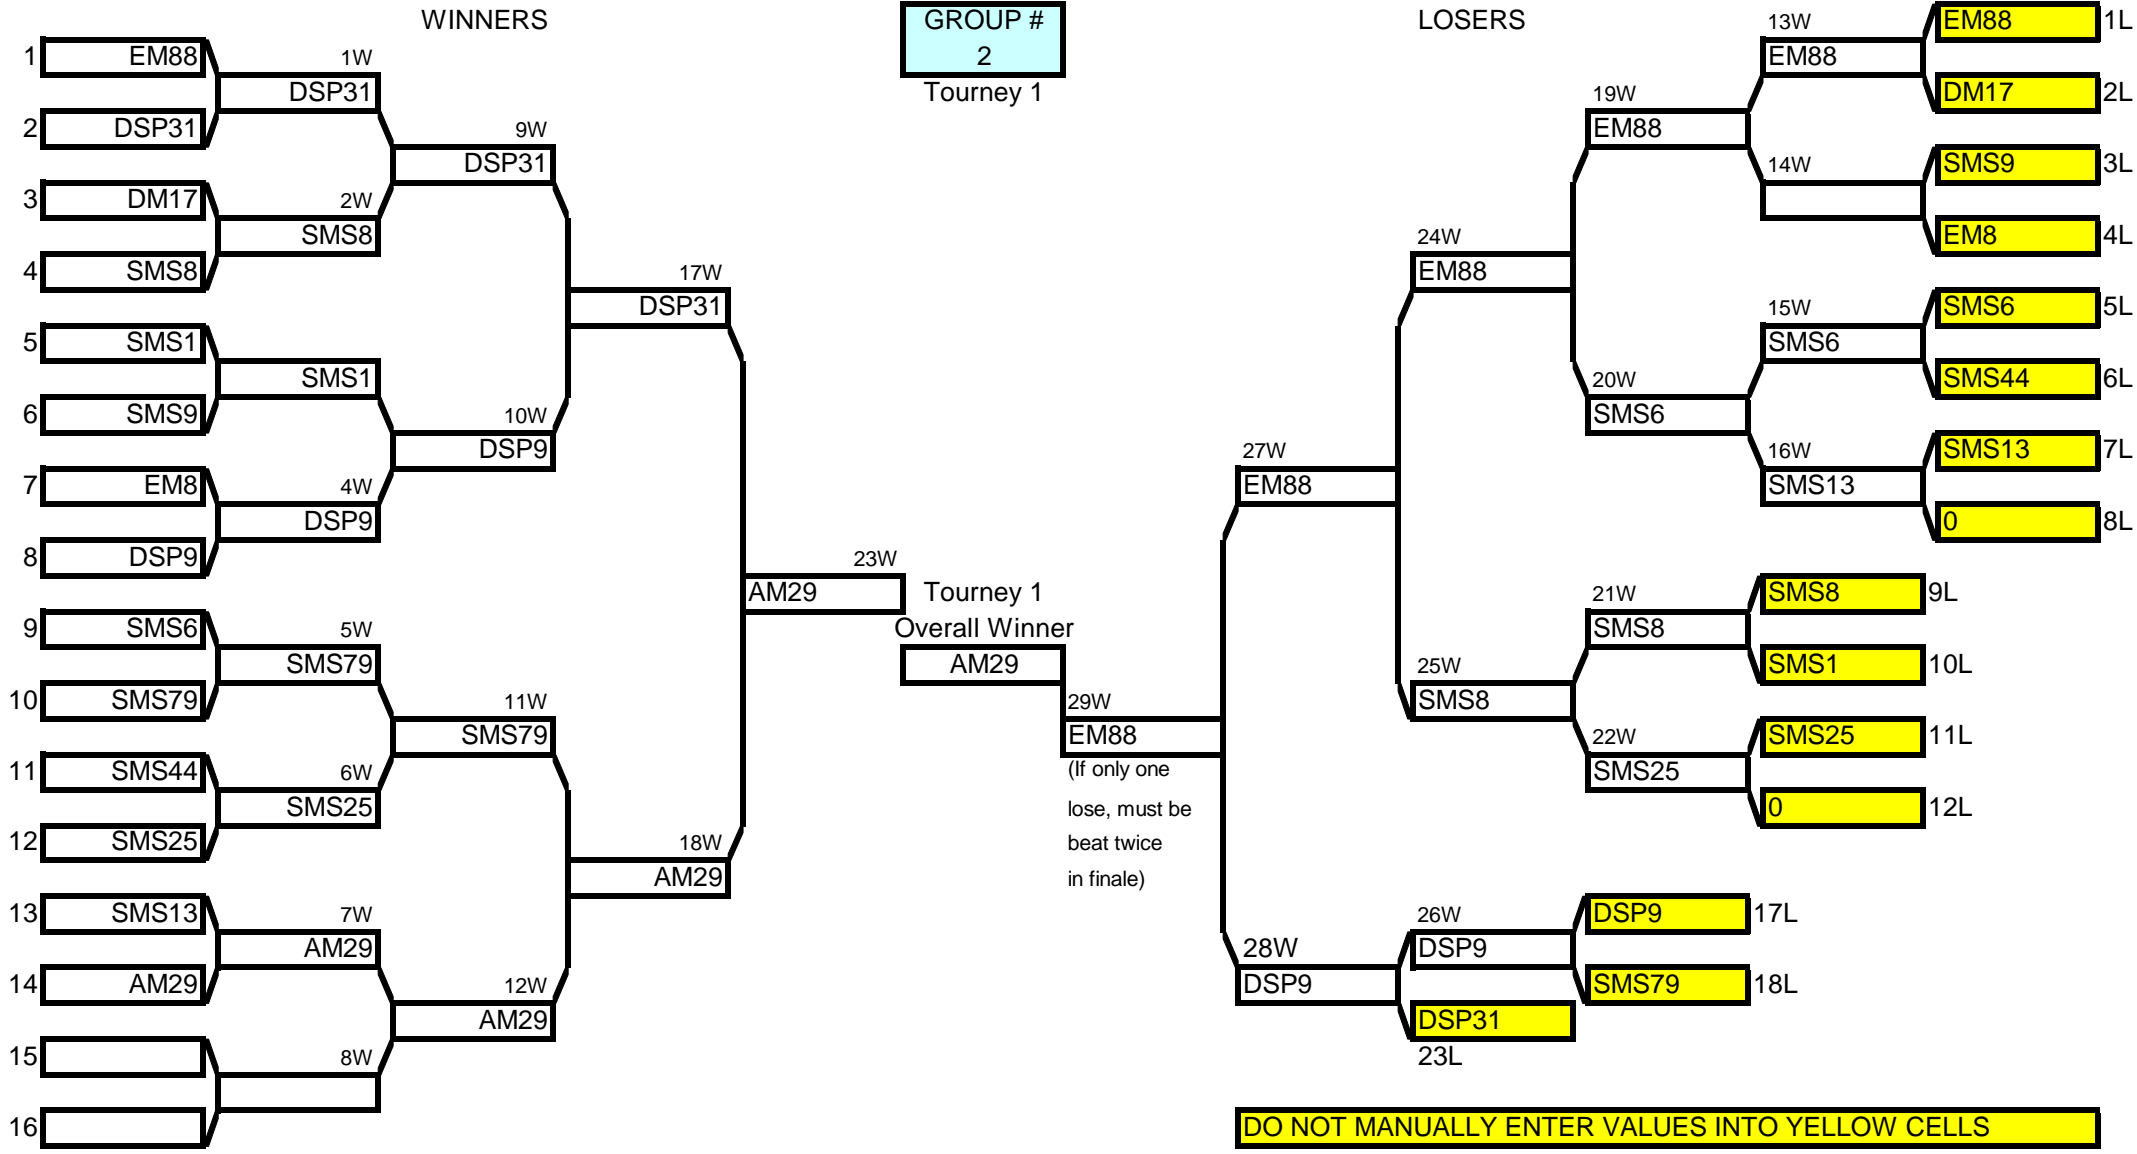 WINNERS
GROUP #
2
Tourney 1
LOSERS
1 EM88
1W
DSP31
2 DSP31
9W
DSP31
3 DM17
2W
SMS8
4 SMS8
17W
DSP31
5 SMS1
SMS1
6 SMS9
10W
DSP9
7 EM8
4W
DSP9
8 DSP9
23W
AM29
9 SMS6
5W
SMS79
10 SMS79
11W
SMS79
11 SMS44
6W
SMS25
12 SMS25
18W
AM29
13 SMS13
7W
AM29
14 AM29
12W
AM29
15
8W
16
Tourney 1
Overall Winner
AM29
29W
EM88
(If only one
lose, must be
beat twice
in finale)
27W
EM88
28W
DSP9
24W
EM88
25W
SMS8
26W
DSP9
DSP31
23L
19W
EM88
20W
SMS6
21W
SMS8
22W
SMS25
DSP9 17L
SMS79 18L
13W
EM88
14W
15W
SMS6
16W
SMS13
SMS8 9L
SMS1 10L
SMS25 11L
0 12L
EM88 1L
DM17 2L
SMS9 3L
EM8 4L
SMS6 5L
SMS44 6L
SMS13 7L
0 8L
DO NOT MANUALLY ENTER VALUES INTO YELLOW CELLS